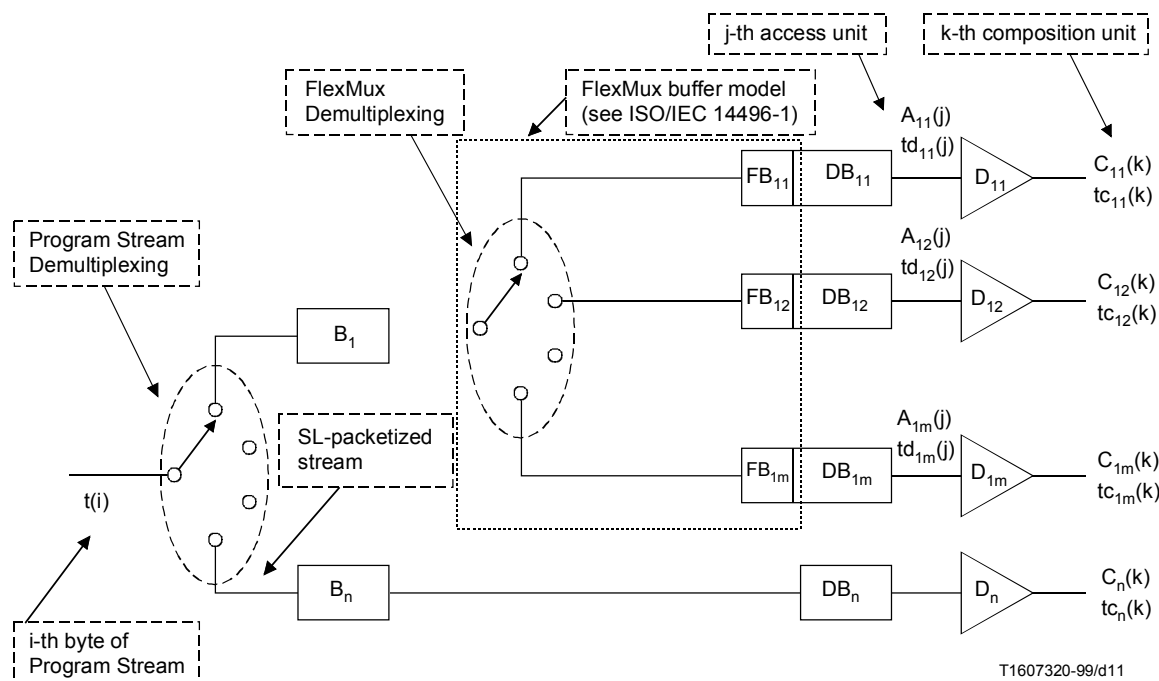 j-th access unit
k-th composition unit
FlexMux
Demultiplexing
FlexMux buffer model
(see ISO/IEC 14496-1)
A11(j)
td11(j)
FB11
DB11
D11
C11(k)
tc11(k)
Program Stream
Demultiplexing
A12(j)
td12(j)
FB12
DB12
D12
C12(k)
tc12(k)
B1
SL-packetized
stream
A1m(j)
td1m(j)
FB1m
DB1m
D1m
C1m(k)
tc1m(k)
t(i)
Bn
DBn
Dn
Cn(k)
tcn(k)
i-th byte of
Program Stream
T1607320-99/d11